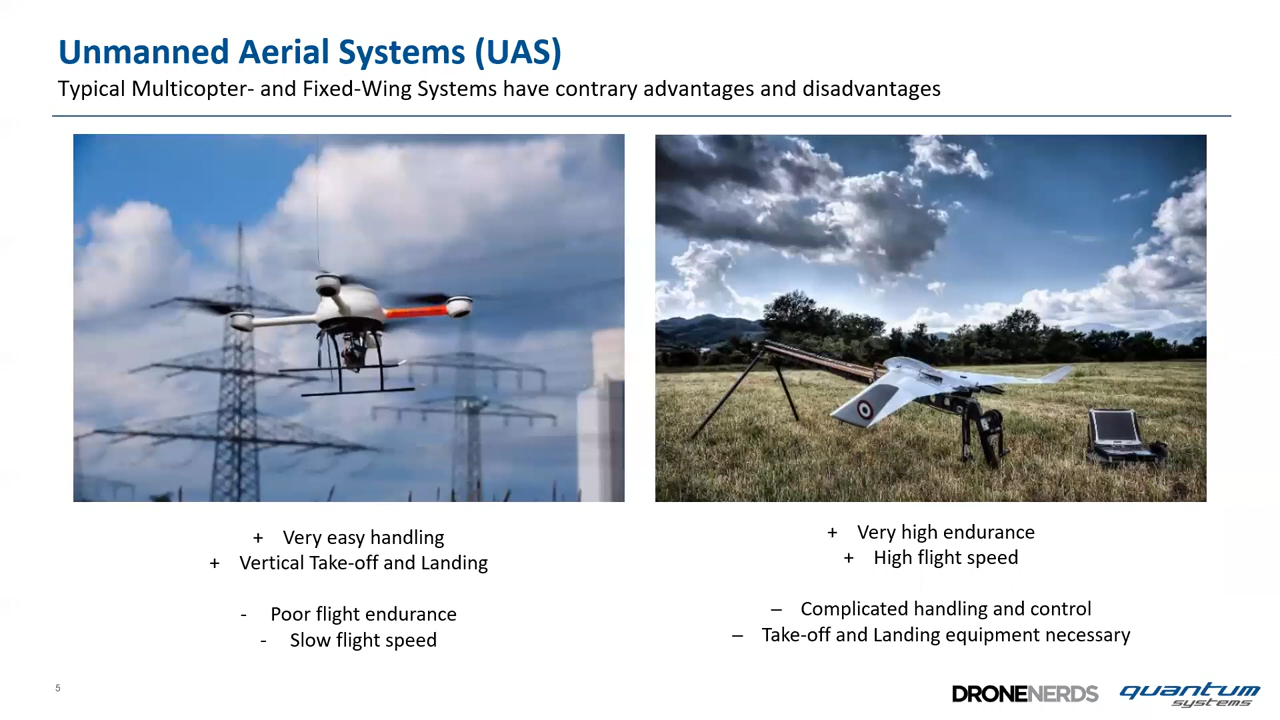 Unmanned Aerial Systems (UAS)
Typical Multicopter- and Fixed-Wing Systems have contrary advantages and disadvantages
+ Very easy handling
+ Vertical Take-off and Landing
- Poor flight endurance
- Slow flight speed
+ Very high endurance
+ High flight speed
– Complicated handling and control
– Take-off and Landing equipment necessary
5
DRONENERDS
quantum
systems